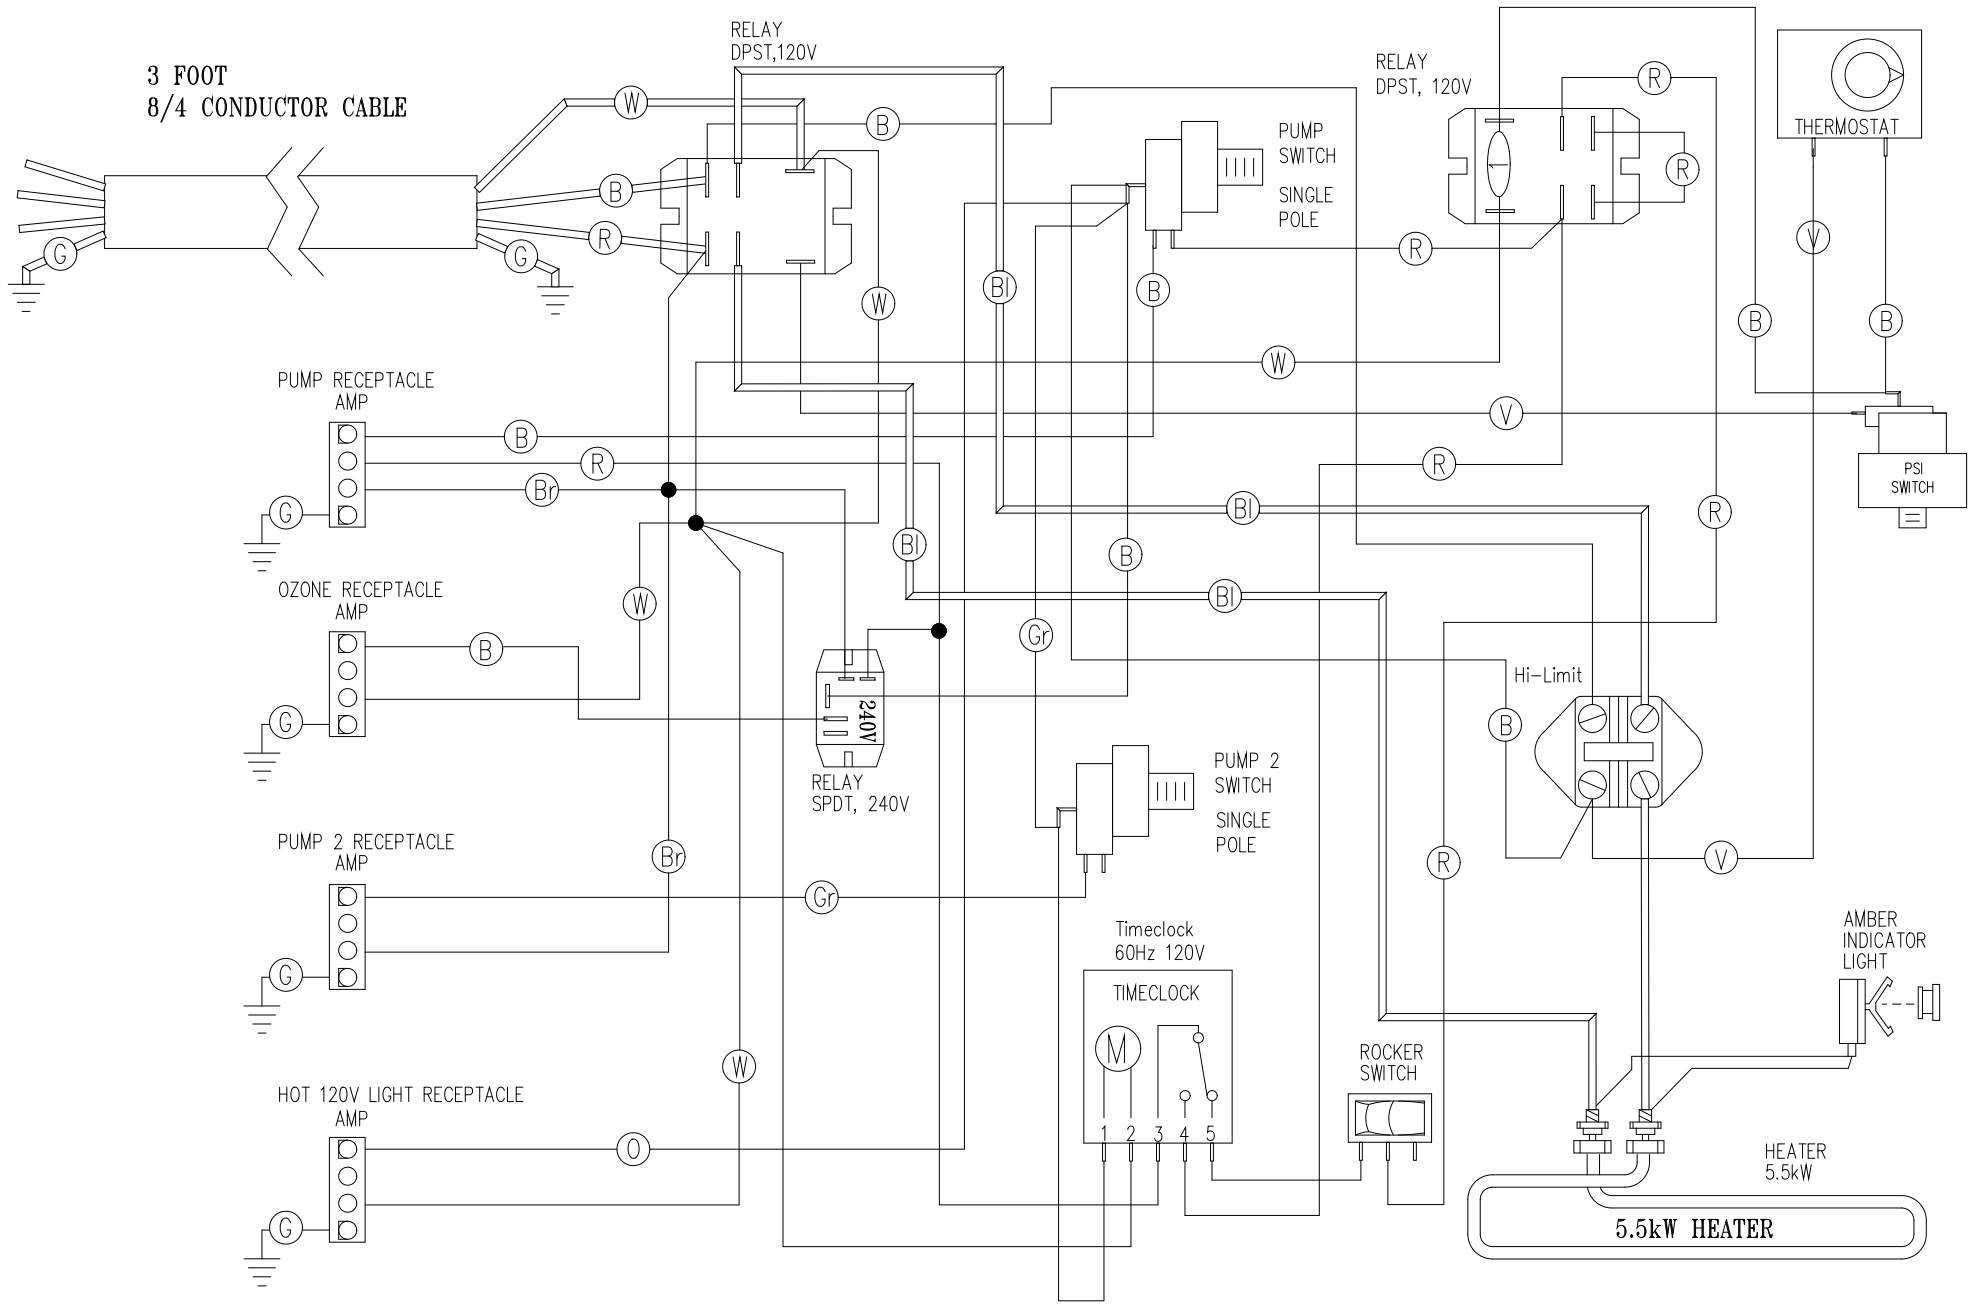 RELAY
DPST,120V
3 FOOT
8/4 CONDUCTOR CABLE
RELAY
DPST, 120V
PUMP
SWITCH
SINGLE
POLE
THERMOSTAT
W
B
R
G
G
B
W
Bl
B
R
R
R
1
V
B
B
W
V
PSI
SWITCH
PUMP RECEPTACLE
AMP
B
R
Br
G
R
R
Bl
Bl
B
Bl
OZONE RECEPTACLE
AMP
W
B
G
Gr
240V
RELAY
SPDT, 240V
Hi-Limit
B
PUMP 2
SWITCH
SINGLE
POLE
PUMP 2 RECEPTACLE
AMP
Br
Gr
G
R
V
Timeclock
60Hz 120V
TIMECLOCK
M
1 2 3 4 5
AMBER
INDICATOR
LIGHT
ROCKER
SWITCH
W
HOT 120V LIGHT RECEPTACLE
AMP
O
G
HEATER
5.5kW
5.5kW HEATER